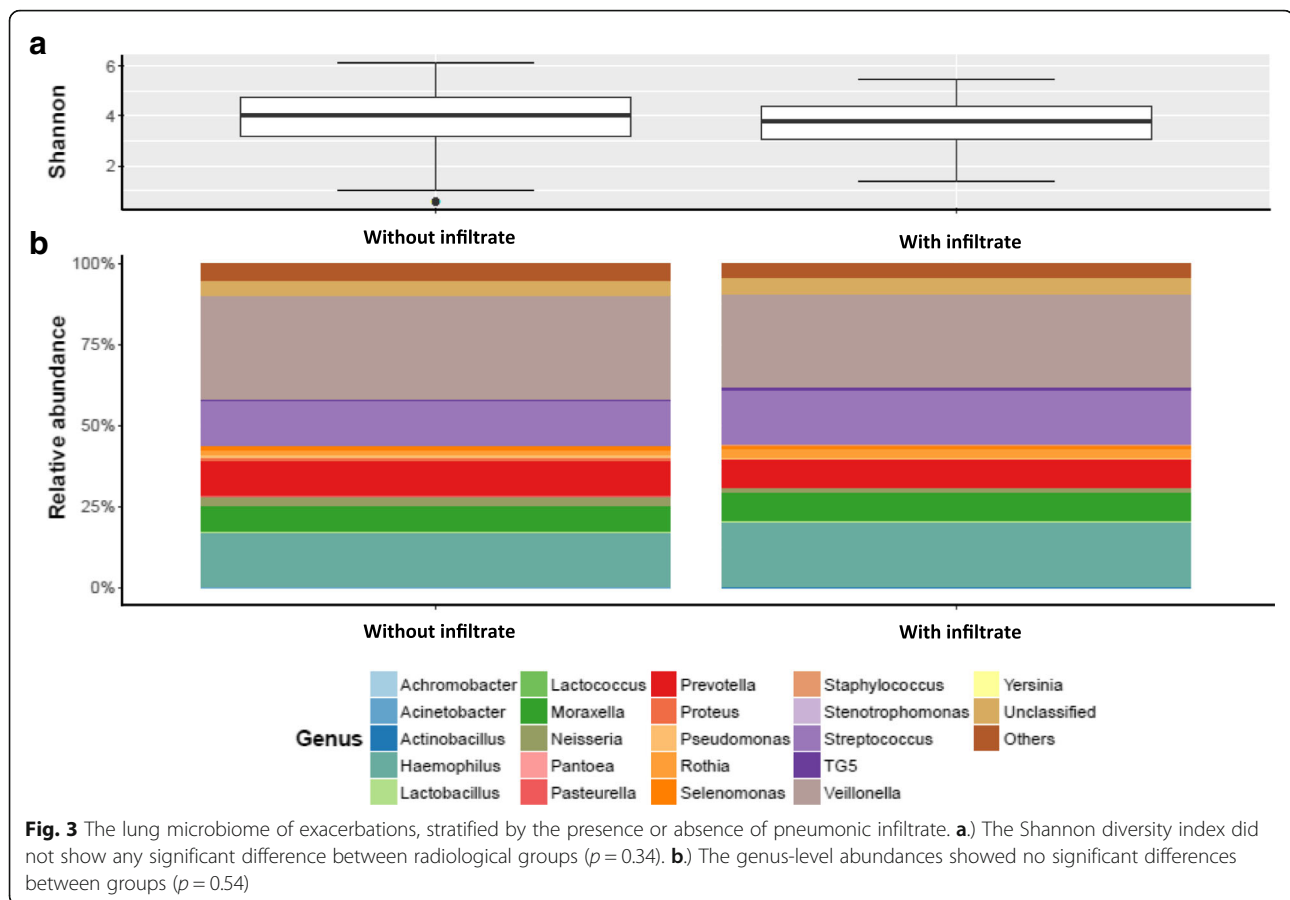 a
Shannon
6
4
2
Without infiltrate
With infiltrate
b
Relative abundance
100%
75%
50%
25%
0%
Without infiltrate
With infiltrate
Genus
Achromobacter
Acinetobacter
Actinobacillus
Haemophilus
Lactobacillus
Lactococcus
Moraxella
Neisseria
Pantoea
Pasteurella
Prevotella
Proteus
Pseudomonas
Rothia
Selenomonas
Staphylococcus
Stenotrophomonas
Streptococcus
TG5
Veillonella
Yersinia
Unclassified
Others
Fig. 3 The lung microbiome of exacerbations, stratified by the presence or absence of pneumonic infiltrate. a.) The Shannon diversity index did
not show any significant difference between radiological groups (p = 0.34). b.) The genus-level abundances showed no significant differences
between groups (p = 0.54)